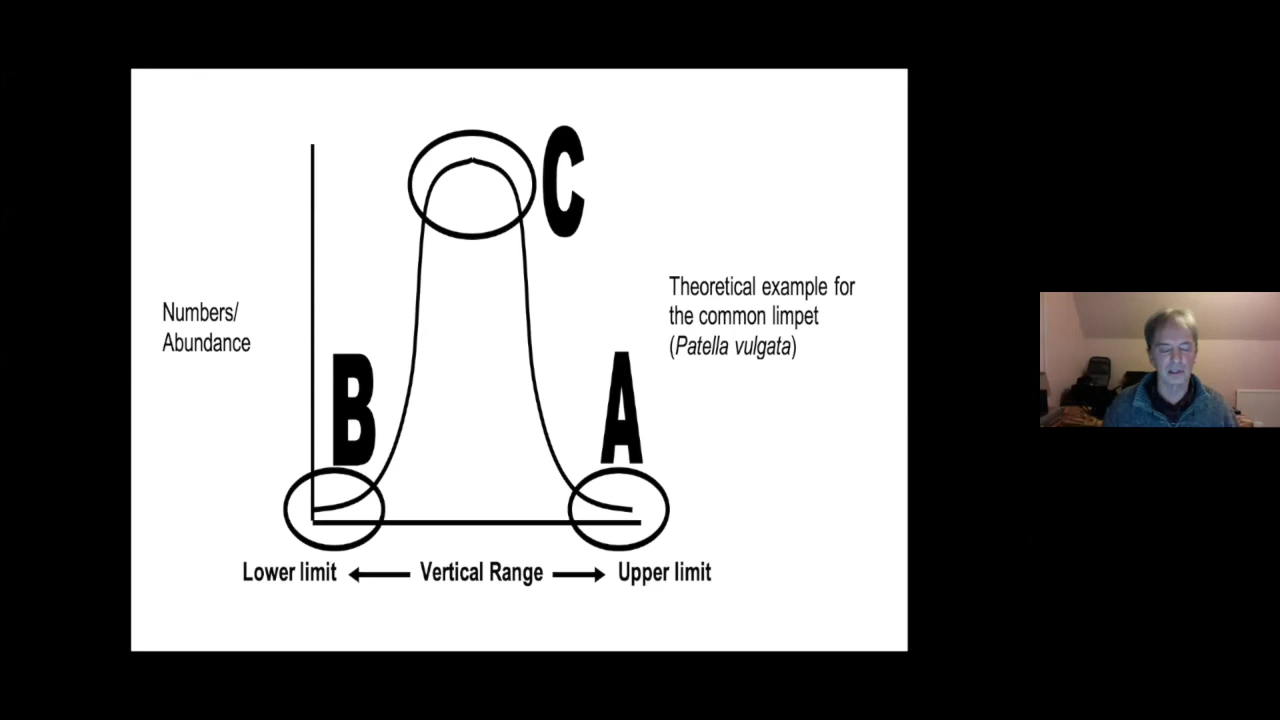 C
Numbers/
Abundance
Theoretical example for
the common limpet
(Patella vulgata)
B
A
Lower limit
Vertical Range
Upper limit